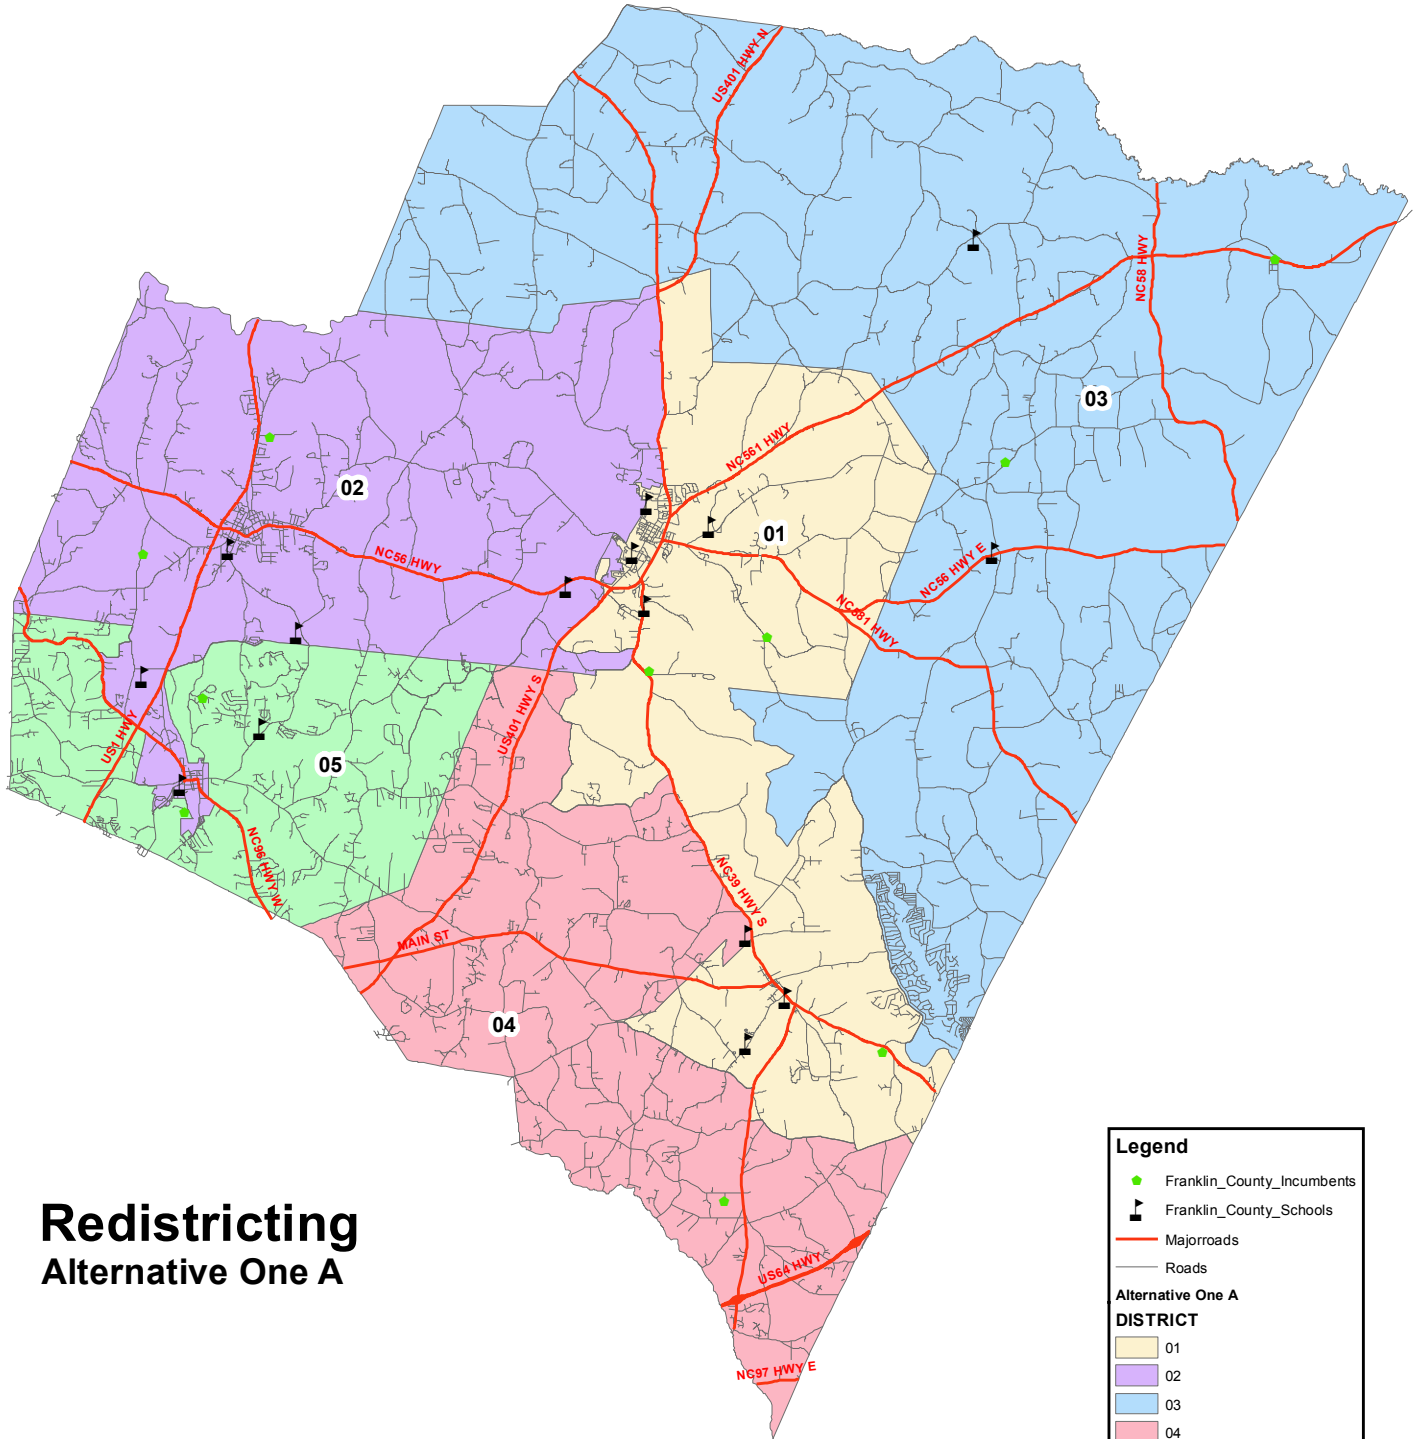 US401 HWY N
NC58 HWY
03
NC561 HWY
02
01
NC56 HWY
NC56 HWY E
NC581 HWY
US401 HWY S
US1 HWY
05
NC96 HWY W
NC39 HWY S
MAIN ST
04
US64 HWY
NC97 HWY E
Redistricting
Alternative One A
Legend
Franklin_County_Incumbents
Franklin_County_Schools
Majorroads
Roads
Alternative One A
DISTRICT
01
02
03
04